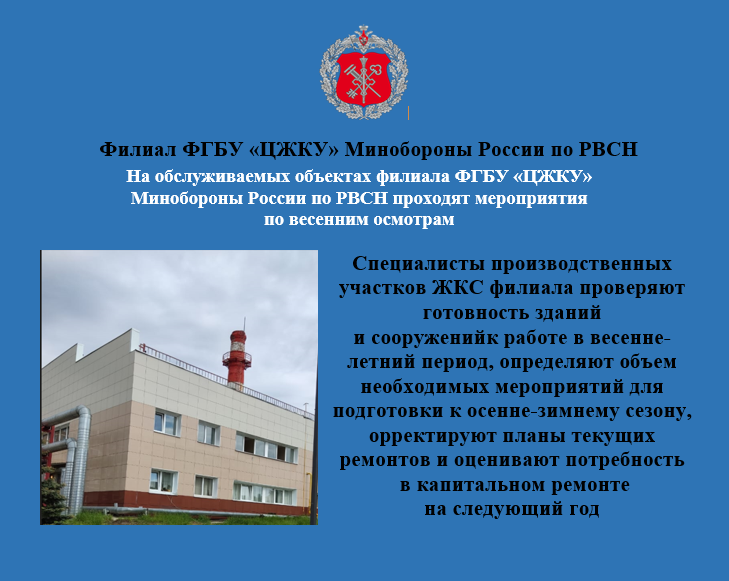 Филиал ФГБУ «ЦЖКУ» Минобороны России по РВСН
На обслуживаемых объектах филиала ФГБУ «ЦЖКУ»
Минобороны России по РВСН проходят мероприятия
по весенним осмотрам
Специалисты производственных
участков ЖКС филиала проверяют
готовность зданий
и сооруженийк работе в весенне-
летний период, определяют объем
необходимых мероприятий для
подготовки к осенне-зимнему сезону,
орректируют планы текущих
ремонтов и оценивают потребность
в капитальном ремонте
на следующий год